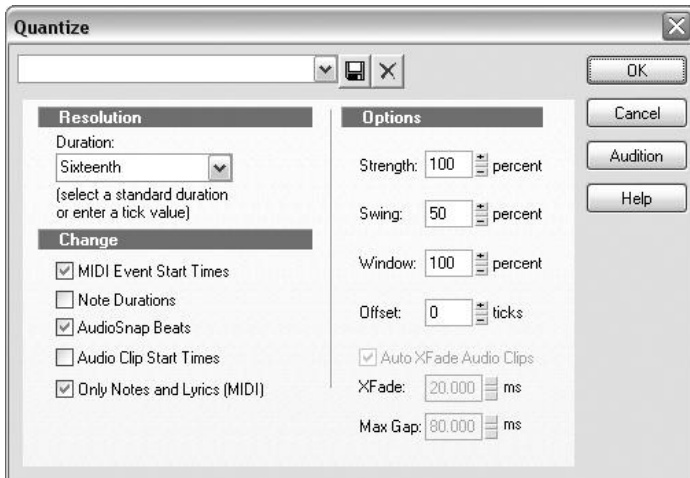 Quantize
OK
Cancel
Audition
Help
Resolution
Duration:
Sixteenth
(select a standard duration
or enter a tick value)
Change
MIDI Event Start Times
Note Durations
AudioSnap Beats
Audio Clip Start Times
Only Notes and Lyrics (MIDI)
Options
Strength: 100 percent
Swing: 50 percent
Window: 100 percent
Offset: 0 ticks
Auto XFade Audio Clips
XFade: 20.000 ms
Max Gap: 80.000 ms